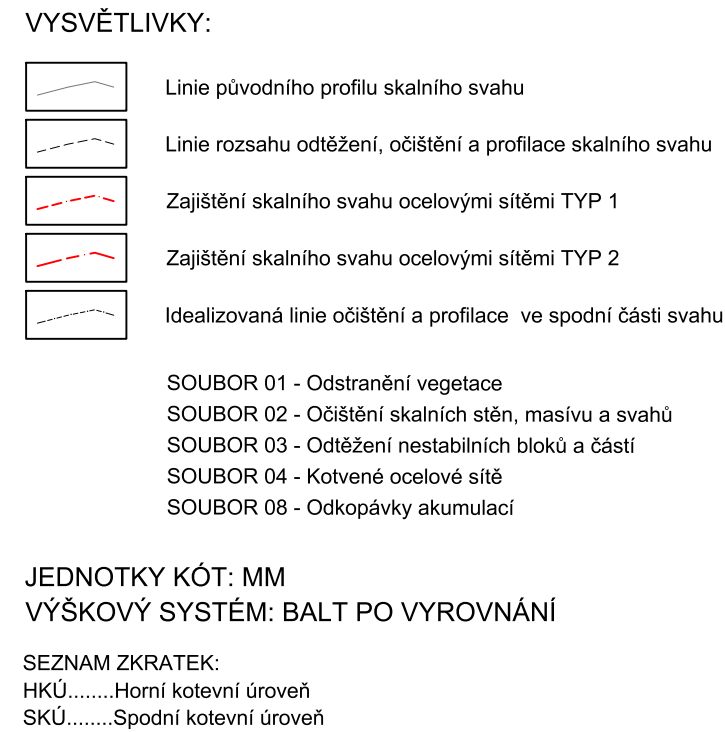 VYSVĚTLIVKY:
Linie původního profilu skalního svahu
Linie rozsahu odtěžení, očištění a profilace skalního svahu
Zajištění skalního svahu ocelovými sítěmi TYP 1
Zajištění skalního svahu ocelovými sítěmi TYP 2
Idealizovaná linie očištění a profilace  ve spodní části svahu
SOUBOR 01 - Odstranění vegetace
SOUBOR 02 - Očištění skalních stěn, masívu a svahů
SOUBOR 03 - Odtěžení nestabilních bloků a částí
SOUBOR 04 - Kotvené ocelové sítě
SOUBOR 08 - Odkopávky akumulací
JEDNOTKY KÓT: MM
VÝŠKOVÝ SYSTÉM: BALT PO VYROVNÁNÍ
SEZNAM ZKRATEK:
HKÚ........Horní kotevní úroveň
SKÚ........Spodní kotevní úroveň